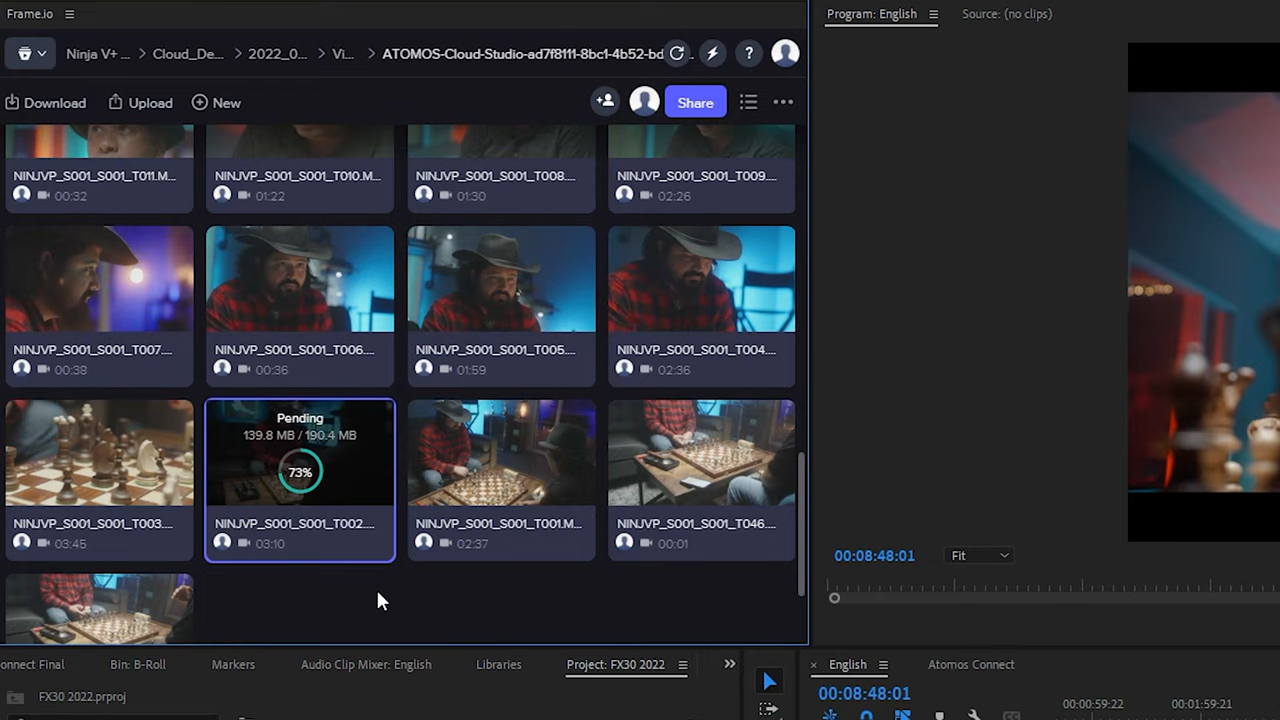 Frame.io
Program: English
Source: (no clips)
Ninja V+ ...
Cloud_De...
2022_0...
Vi...
ATOMOS-Cloud-Studio-ad7f8111-8bc1-4b52-bd...
?
Download
Upload
New
Share
NINJVP_S001_S001_T011.M...
00:32
NINJVP_S001_S001_T010.M...
01:22
NINJVP_S001_S001_T008....
01:30
NINJVP_S001_S001_T009....
02:26
NINJVP_S001_S001_T007....
00:38
NINJVP_S001_S001_T006....
00:36
NINJVP_S001_S001_T005....
01:59
NINJVP_S001_S001_T004....
02:36
NINJVP_S001_S001_T003....
03:45
Pending
139.8 MB / 190.4 MB
73%
NINJVP_S001_S001_T002....
03:10
NINJVP_S001_S001_T001.M...
02:37
NINJVP_S001_S001_T046....
00:01
00:08:48:01
Fit
onnect Final
Bin: B-Roll
Markers
Audio Clip Mixer: English
Libraries
Project: FX30 2022
FX30 2022.prproj
English
Atomos Connect
00:08:48:01
00:00:59:22
00:01:59:21